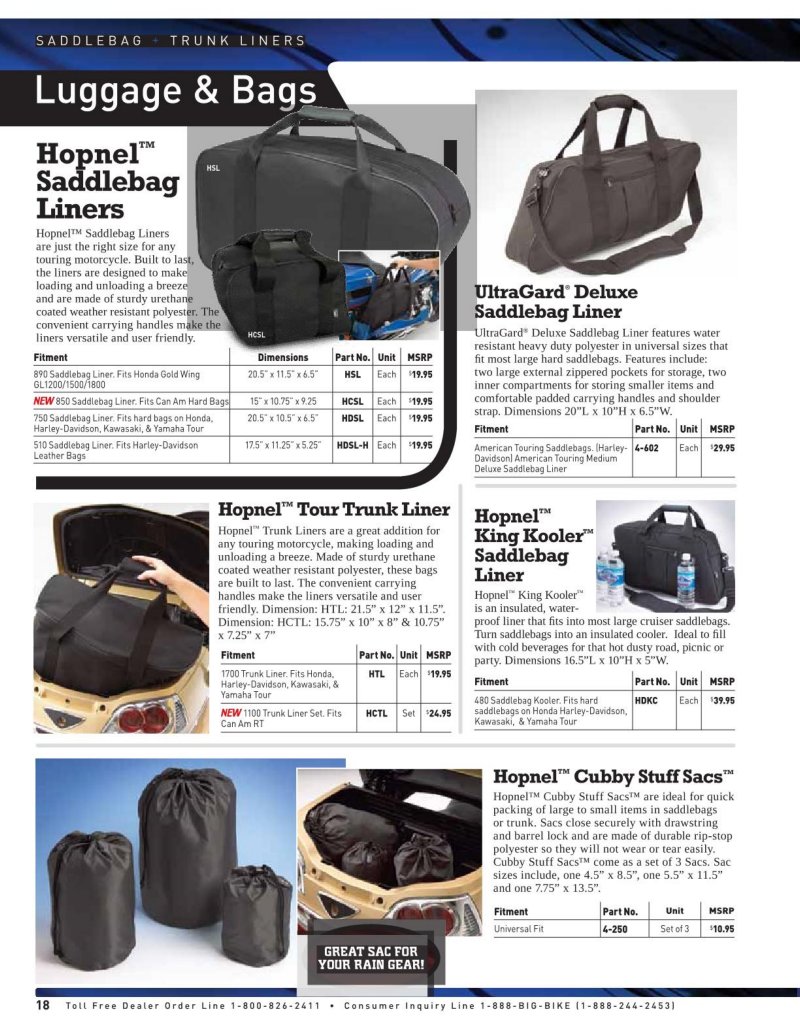 SADDLEBAG + TRUNK LINERS
Luggage & Bags
Hopnel™
Saddlebag
Liners
Hopnel™ Saddlebag Liners
are just the right size for any
touring motorcycle. Built to last,
the liners are designed to make
loading and unloading a breeze
and are made of sturdy urethane
coated weather resistant polyester. The
convenient carrying handles make the
liners versatile and user friendly.
HSL
HCSL
Fitment Dimensions Part No. Unit MSRP
890 Saddlebag Liner. Fits Honda Gold Wing
GL1200/1500/1800 20.5" x 11.5" x 6.5" HSL Each $19.95
NEW 850 Saddlebag Liner. Fits Can Am Hard Bags 15" x 10.75" x 9.25 HCSL Each $19.95
750 Saddlebag Liner. Fits hard bags on Honda,
Harley-Davidson, Kawasaki, & Yamaha Tour 20.5" x 10.5" x 6.5" HDSL Each $19.95
510 Saddlebag Liner. Fits Harley-Davidson
Leather Bags 17.5" x 11.25" x 5.25" HDSL-H Each $19.95
UltraGard® Deluxe
Saddlebag Liner
UltraGard® Deluxe Saddlebag Liner features water
resistant heavy duty polyester in universal sizes that
fit most large hard saddlebags. Features include:
two large external zippered pockets for storage, two
inner compartments for storing smaller items and
comfortable padded carrying handles and shoulder
strap. Dimensions 20"L x 10"H x 6.5"W.
Fitment Part No. Unit MSRP
American Touring Saddlebags. (Harley-
Davidson) American Touring Medium
Deluxe Saddlebag Liner 4-602 Each $29.95
Hopnel™ Tour Trunk Liner
Hopnel™ Trunk Liners are a great addition for
any touring motorcycle, making loading and
unloading a breeze. Made of sturdy urethane
coated weather resistant polyester, these bags
are built to last. The convenient carrying
handles make the liners versatile and user
friendly. Dimension: HTL: 21.5" x 12" x 11.5".
Dimension: HCTL: 15.75" x 10" x 8" & 10.75"
x 7.25" x 7"
Fitment Part No. Unit MSRP
1700 Trunk Liner. Fits Honda,
Harley-Davidson, Kawasaki, &
Yamaha Tour HTL Each $19.95
NEW 1100 Trunk Liner Set. Fits
Can Am RT HCTL Set $24.95
Hopnel™
King Kooler™
Saddlebag
Liner
Hopnel™ King Kooler™
is an insulated, water-
proof liner that fits into most large cruiser saddlebags.
Turn saddlebags into an insulated cooler. Ideal to fill
with cold beverages for that hot dusty road, picnic or
party. Dimensions 16.5"L x 10"H x 5"W.
Fitment Part No. Unit MSRP
480 Saddlebag Kooler. Fits hard
saddlebags on Honda Harley-Davidson,
Kawasaki, & Yamaha Tour HDKC Each $39.95
Hopnel™ Cubby Stuff Sacs™
Hopnel™ Cubby Stuff Sacs™ are ideal for quick
packing of large to small items in saddlebags
or trunk. Sacs close securely with drawstring
and barrel lock and are made of durable rip-stop
polyester so they will not wear or tear easily.
Cubby Stuff Sacs™ come as a set of 3 Sacs. Sac
sizes include, one 4.5" x 8.5", one 5.5" x 11.5"
and one 7.75" x 13.5".
Fitment Part No. Unit MSRP
Universal Fit 4-250 Set of 3 $10.95
GREAT SAC FOR
YOUR RAIN GEAR!
18 Toll Free Dealer Order Line 1-800-826-2411 • Consumer Inquiry Line 1-888-BIG-BIKE (1-888-244-2453)